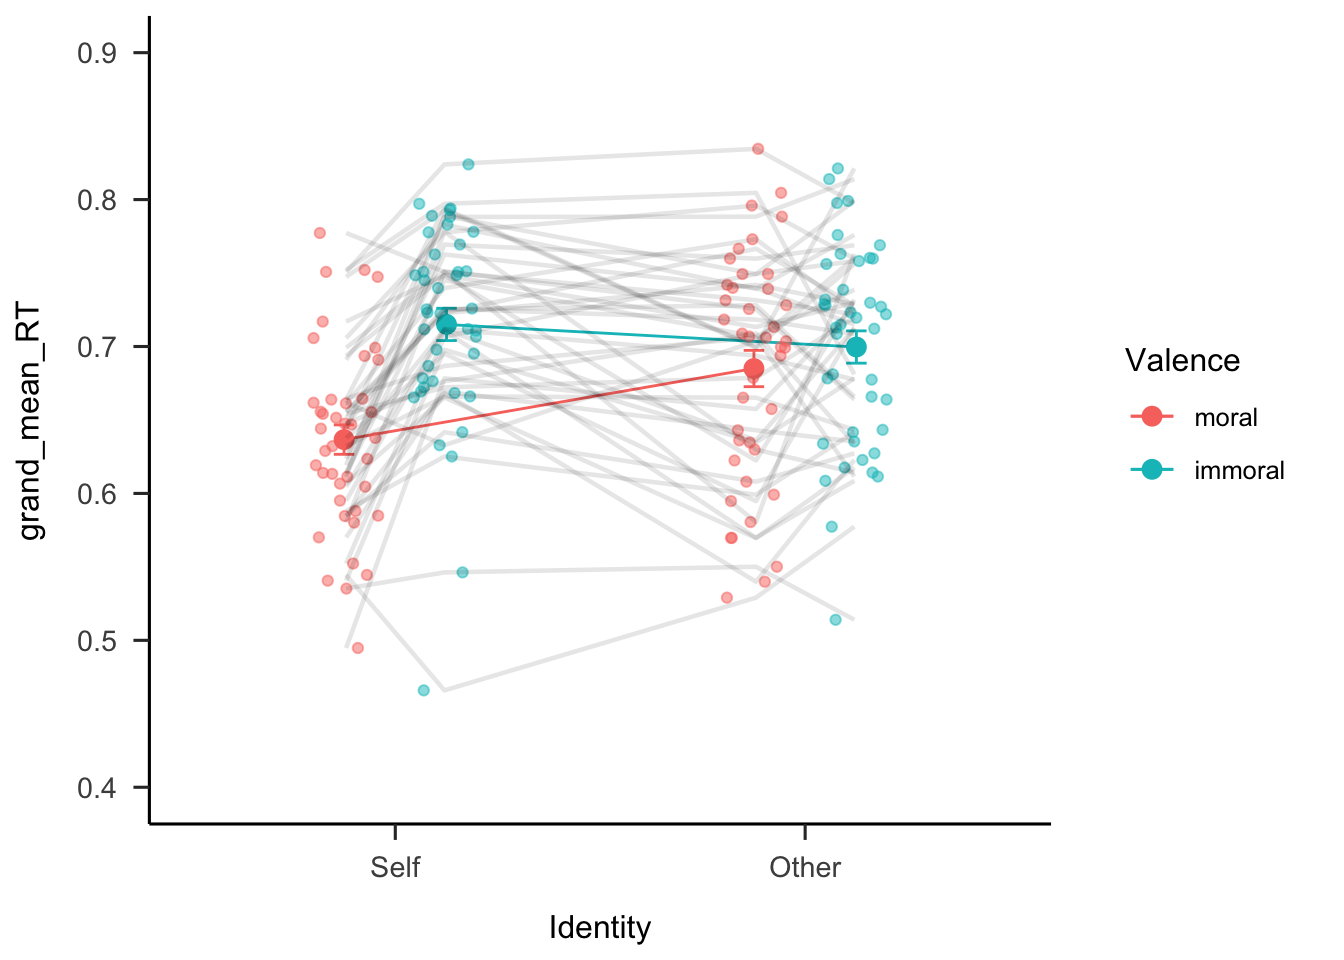 0.9
0.8
0.7
0.6
0.5
0.4
grand_mean_RT
Self
Other
Identity
Valence
moral
immoral